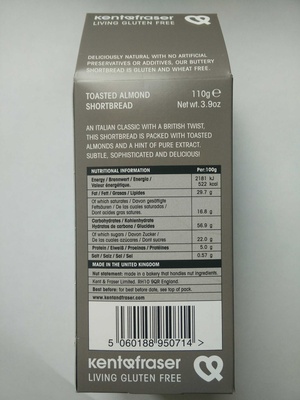 kent&fraser
LIVING GLUTEN FREE
DELICIOUSLY NATURAL WITH NO ARTIFICIAL
PRESERVATIVES OR ADDITIVES, OUR BUTTERY
SHORTBREAD IS GLUTEN AND WHEAT FREE.
TOASTED ALMOND 110g ℮
SHORTBREAD Net wt. 3.9oz
AN ITALIAN CLASSIC WITH A BRITISH TWIST,
THIS SHORTBREAD IS PACKED WITH TOASTED
ALMONDS AND A HINT OF PURE EXTRACT.
SUBTLE, SOPHISTICATED AND DELICIOUS!
NUTRITIONAL INFORMATION Per:100g
Energy / Brennwert / Energie / 2181 kJ
Valeur énergétique. 522 kcal
Fat / Fett / Grasas / Lipides 29.7 g
Of which saturates / Davon gesättigte
Fettsäuren / De las cuales saturadas /
Dont acides gras saturés. 16.6 g
Carbohydrates / Kohlenhydrate
Hydratos de carbono / Glucides 56.9 g
Of which sugars / Davon Zucker /
De las cuales azúcares / Dont sucres 22.0 g
Protein / Eiweiß / Proteínas / Protéines 5.0 g
Salt / Salz / Sal / Sel 0.57 g
MADE IN THE UNITED KINGDOM
Nut statement: made in a bakery that handles nut ingredients.
Kent & Fraser Limited, RH10 9QP. England.
Best before: for best before date, see top of pack.
kentandfraser.com
5 060188 950714 >
kent&fraser
LIVING GLUTEN FREE